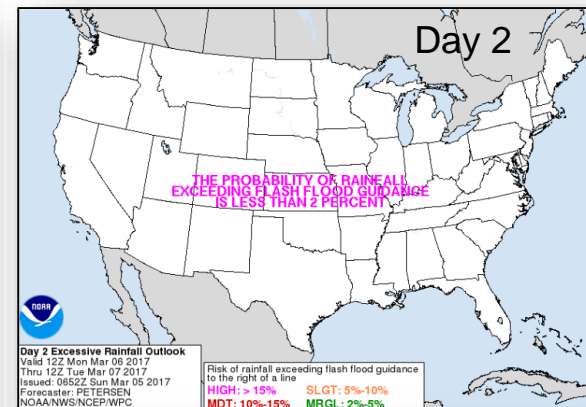 Day 2
THE PROBABILITY OF RAINFALL
EXCEEDING FLASH FLOOD GUIDANCE
IS LESS THAN 2 PERCENT
NOAA
Day 2 Excessive Rainfall Outlook
Valid 12Z Mon Mar 06 2017
Thru 12Z Tue Mar 07 2017
Issued: 0652Z Sun Mar 05 2017
Forecaster: PETERSEN
NOAA/NWS/NCEP/WPC
Risk of rainfall exceeding flash flood guidance
to the right of a line
HIGH: > 15% SLGT: 5%-10%
MDT: 10%-15% MRGL: 2%-5%